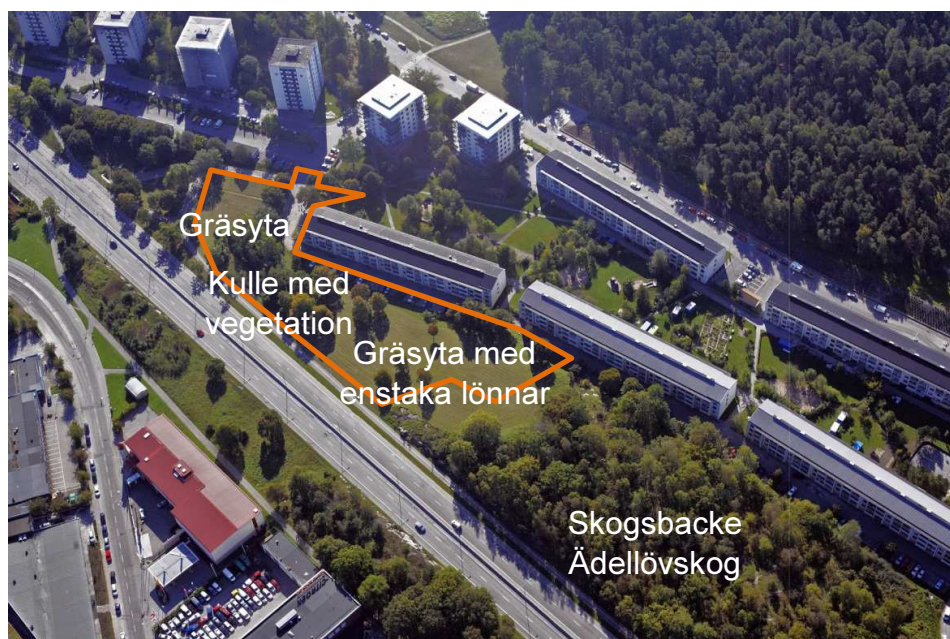 Gräsyta
Kulle med
vegetation
Gräsyta med
enstaka lönnar
Skogsbacke
Ädellövskog